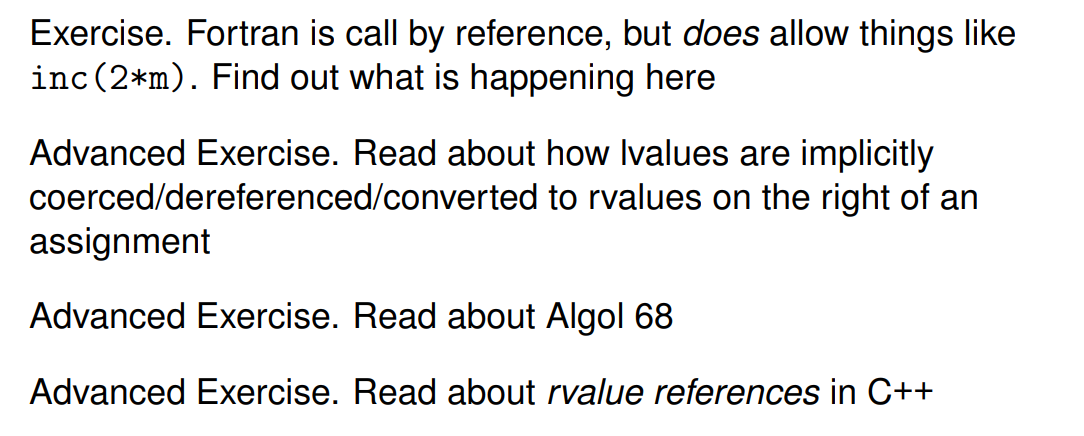 Exercise. Fortran is call by reference, but does allow things like
inc(2*m). Find out what is happening here
Advanced Exercise. Read about how lvalues are implicitly
coerced/dereferenced/converted to rvalues on the right of an
assignment
Advanced Exercise. Read about Algol 68
Advanced Exercise. Read about rvalue references in C++